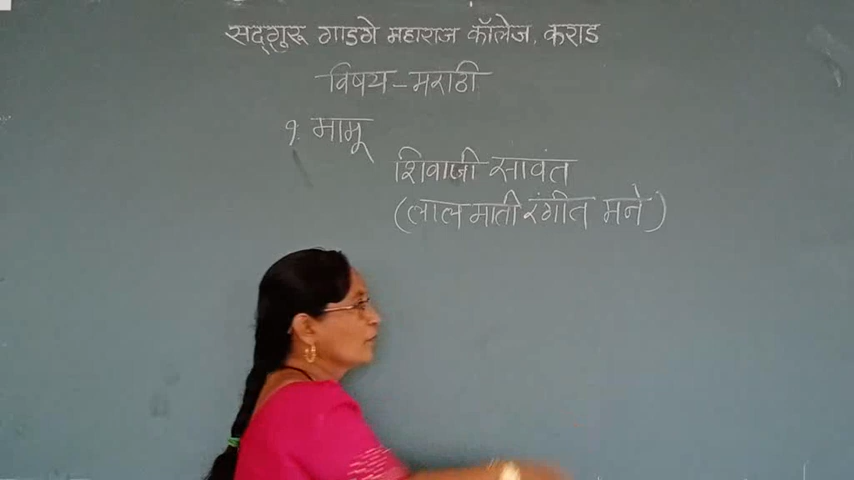 सद्गुरू गाडगे महाराज कॉलेज, कराड
विषय - मराठी
१. मामू
शिवाजी सावंत
(लाल माती रंगीत मने)